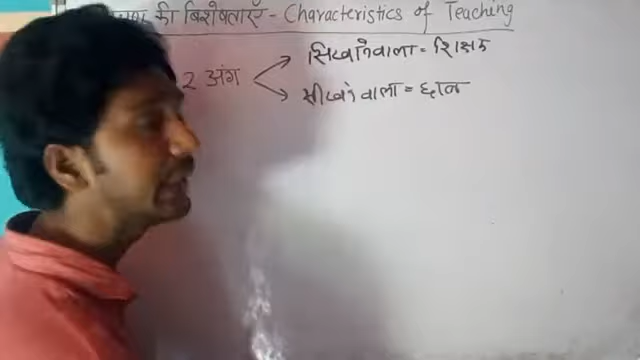 की विशेषताएँ - Characteristics of Teaching
2 अंग
सिखानेवाला = शिक्षक
सीखनेवाला = छात्र